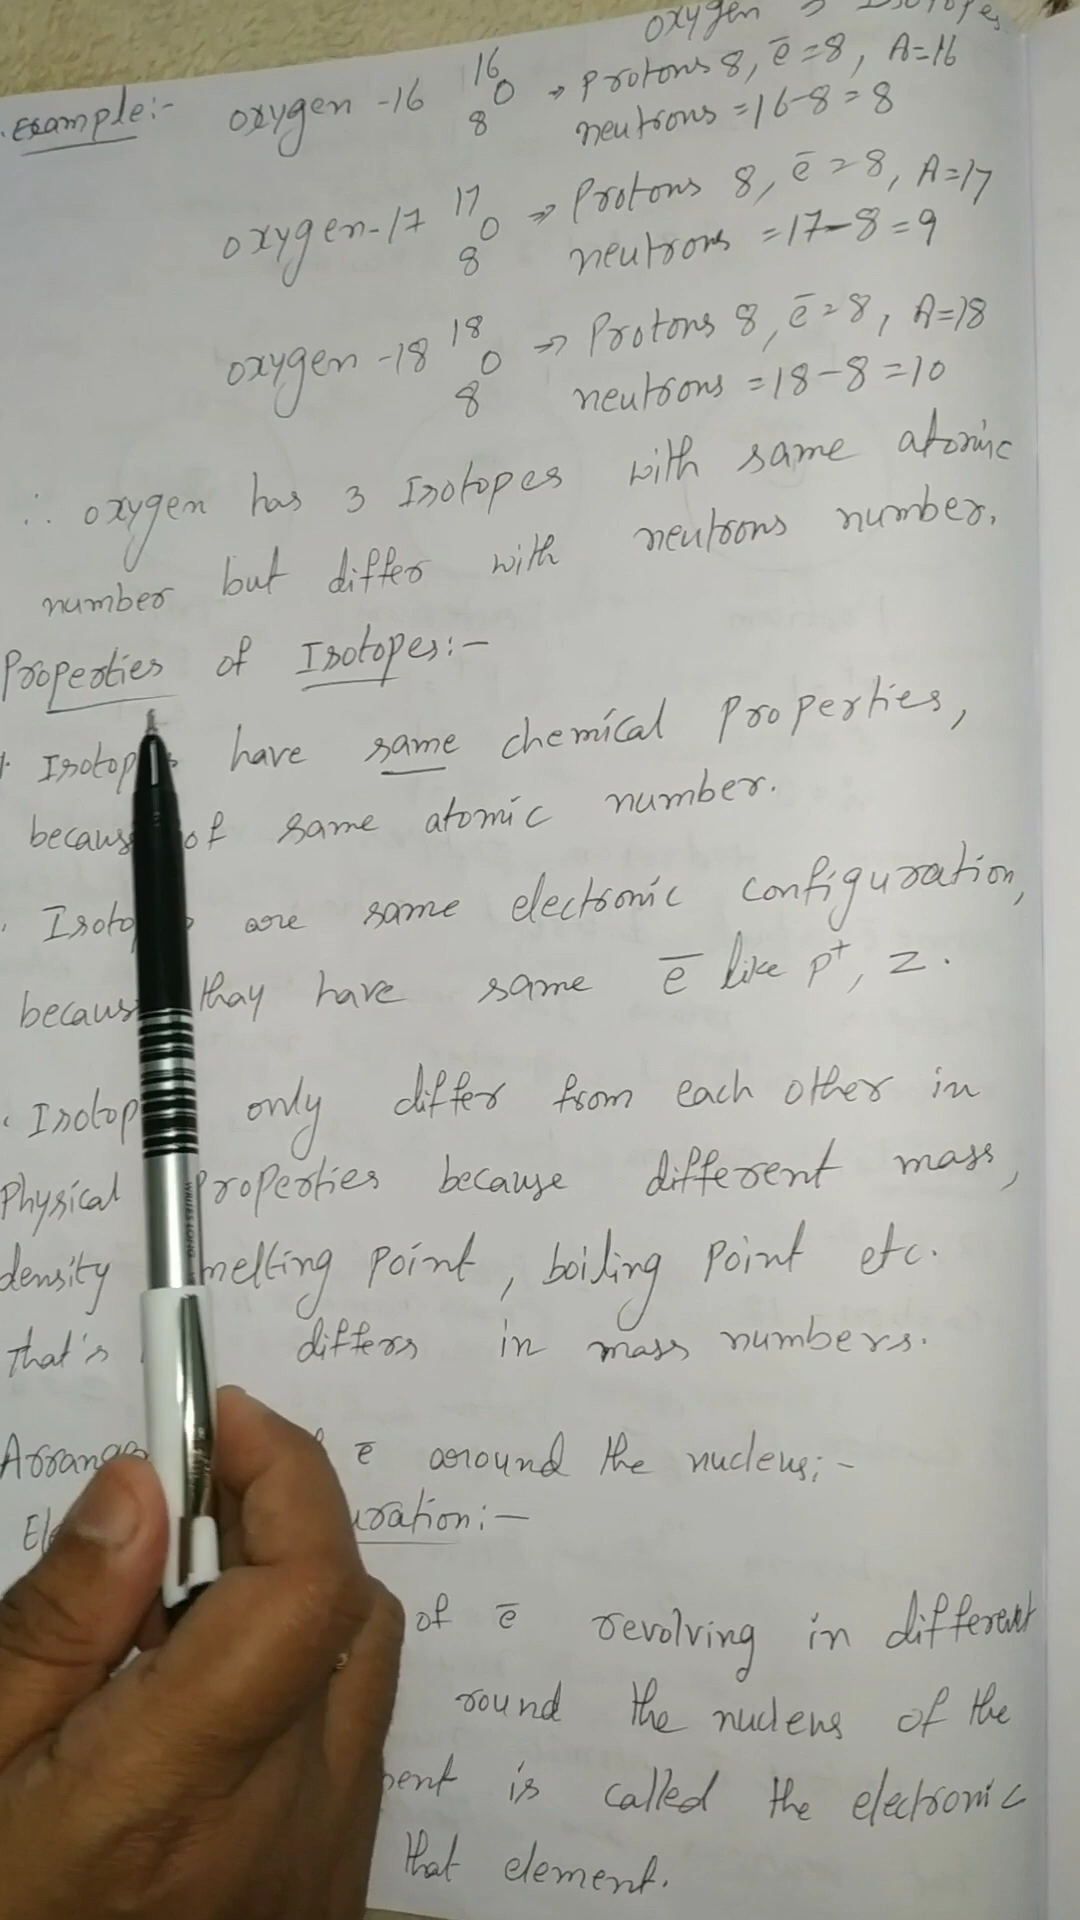 oxygen Isotopes
Example:- oxygen -16 16 8 O → Protons 8, e̅ = 8, A=16
neutrons = 16-8 = 8
oxygen-17 17 8 O ⇒ Protons 8, e̅ = 8, A=17
neutrons = 17-8 = 9
oxygen -18 18 8 O ⇒ Protons 8, e̅ = 8, A=18
neutrons = 18-8 = 10
∴ oxygen has 3 Isotopes with same atomic
number but differ with neutrons number.
Properties of Isotopes:-
have same chemical properties,
of same atomic number.
are same electronic configuration,
thay have same e̅ like p⁺, z.
only differ from each other in
Physical Properties because different mass,
density melting point, boiling point etc.
that's differs in mass numbers.
e̅ around the nucleus:-
of e̅ revolving in different
round the nucleus of the
is called the electronic
that element.
WRITES LONG